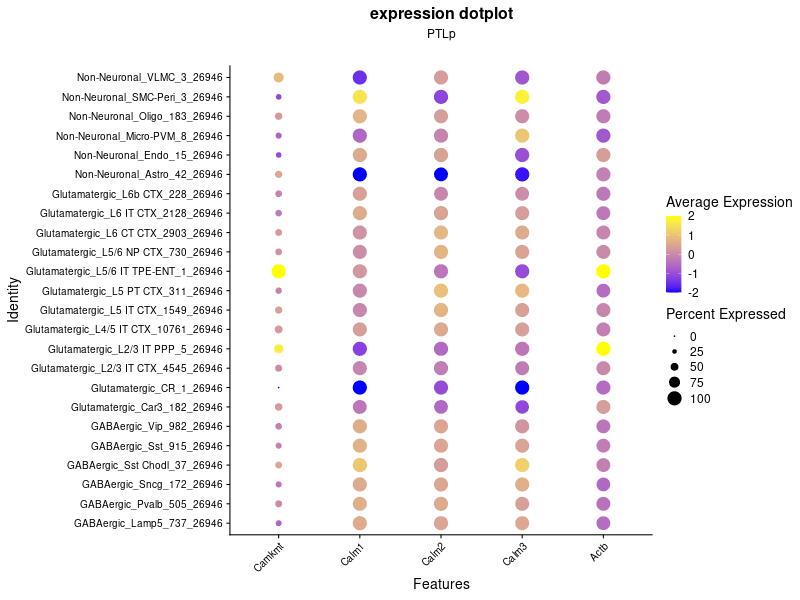 expression dotplot
PTLp
Identity
Non-Neuronal_VLMC_3_26946
Non-Neuronal_SMC-Peri_3_26946
Non-Neuronal_Oligo_183_26946
Non-Neuronal_Micro-PVM_8_26946
Non-Neuronal_Endo_15_26946
Non-Neuronal_Astro_42_26946
Glutamatergic_L6b CTX_228_26946
Glutamatergic_L6 IT CTX_2128_26946
Glutamatergic_L6 CT CTX_2903_26946
Glutamatergic_L5/6 NP CTX_730_26946
Glutamatergic_L5/6 IT TPE-ENT_1_26946
Glutamatergic_L5 PT CTX_311_26946
Glutamatergic_L5 IT CTX_1549_26946
Glutamatergic_L4/5 IT CTX_10761_26946
Glutamatergic_L2/3 IT PPP_5_26946
Glutamatergic_L2/3 IT CTX_4545_26946
Glutamatergic_CR_1_26946
Glutamatergic_Car3_182_26946
GABAergic_Vip_982_26946
GABAergic_Sst_915_26946
GABAergic_Sst Chodl_37_26946
GABAergic_Sncg_172_26946
GABAergic_Pvalb_505_26946
GABAergic_Lamp5_737_26946
Camkmt
Calm1
Calm2
Calm3
Actb
Features
Average Expression
2
1
0
-1
-2
Percent Expressed
0
25
50
75
100